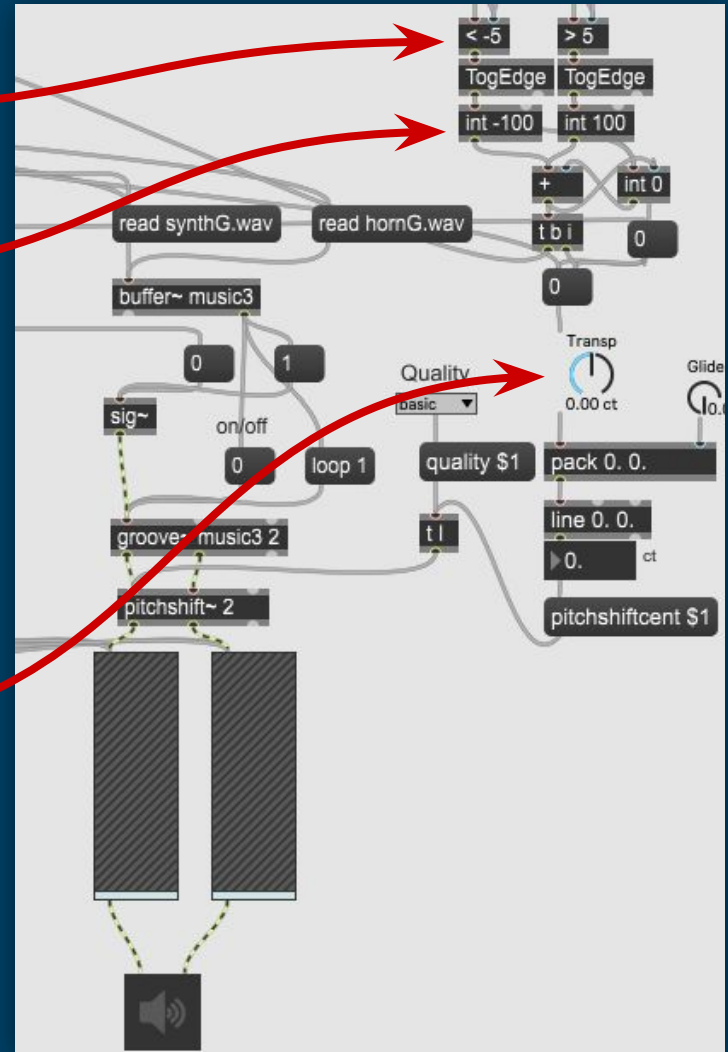 < -5
> 5
TogEdge
TogEdge
int -100
int 100
+
int 0
read synthG.wav
read hornG.wav
t b i
0
buffer~ music3
0
Transp
0
1
Quality
Glide
basic
0.00 ct
sig~
on/off
0
loop 1
quality $1
pack 0. 0.
line 0. 0.
groove~ music3 2
t l
0.
ct
pitchshift~ 2
pitchshiftcent $1